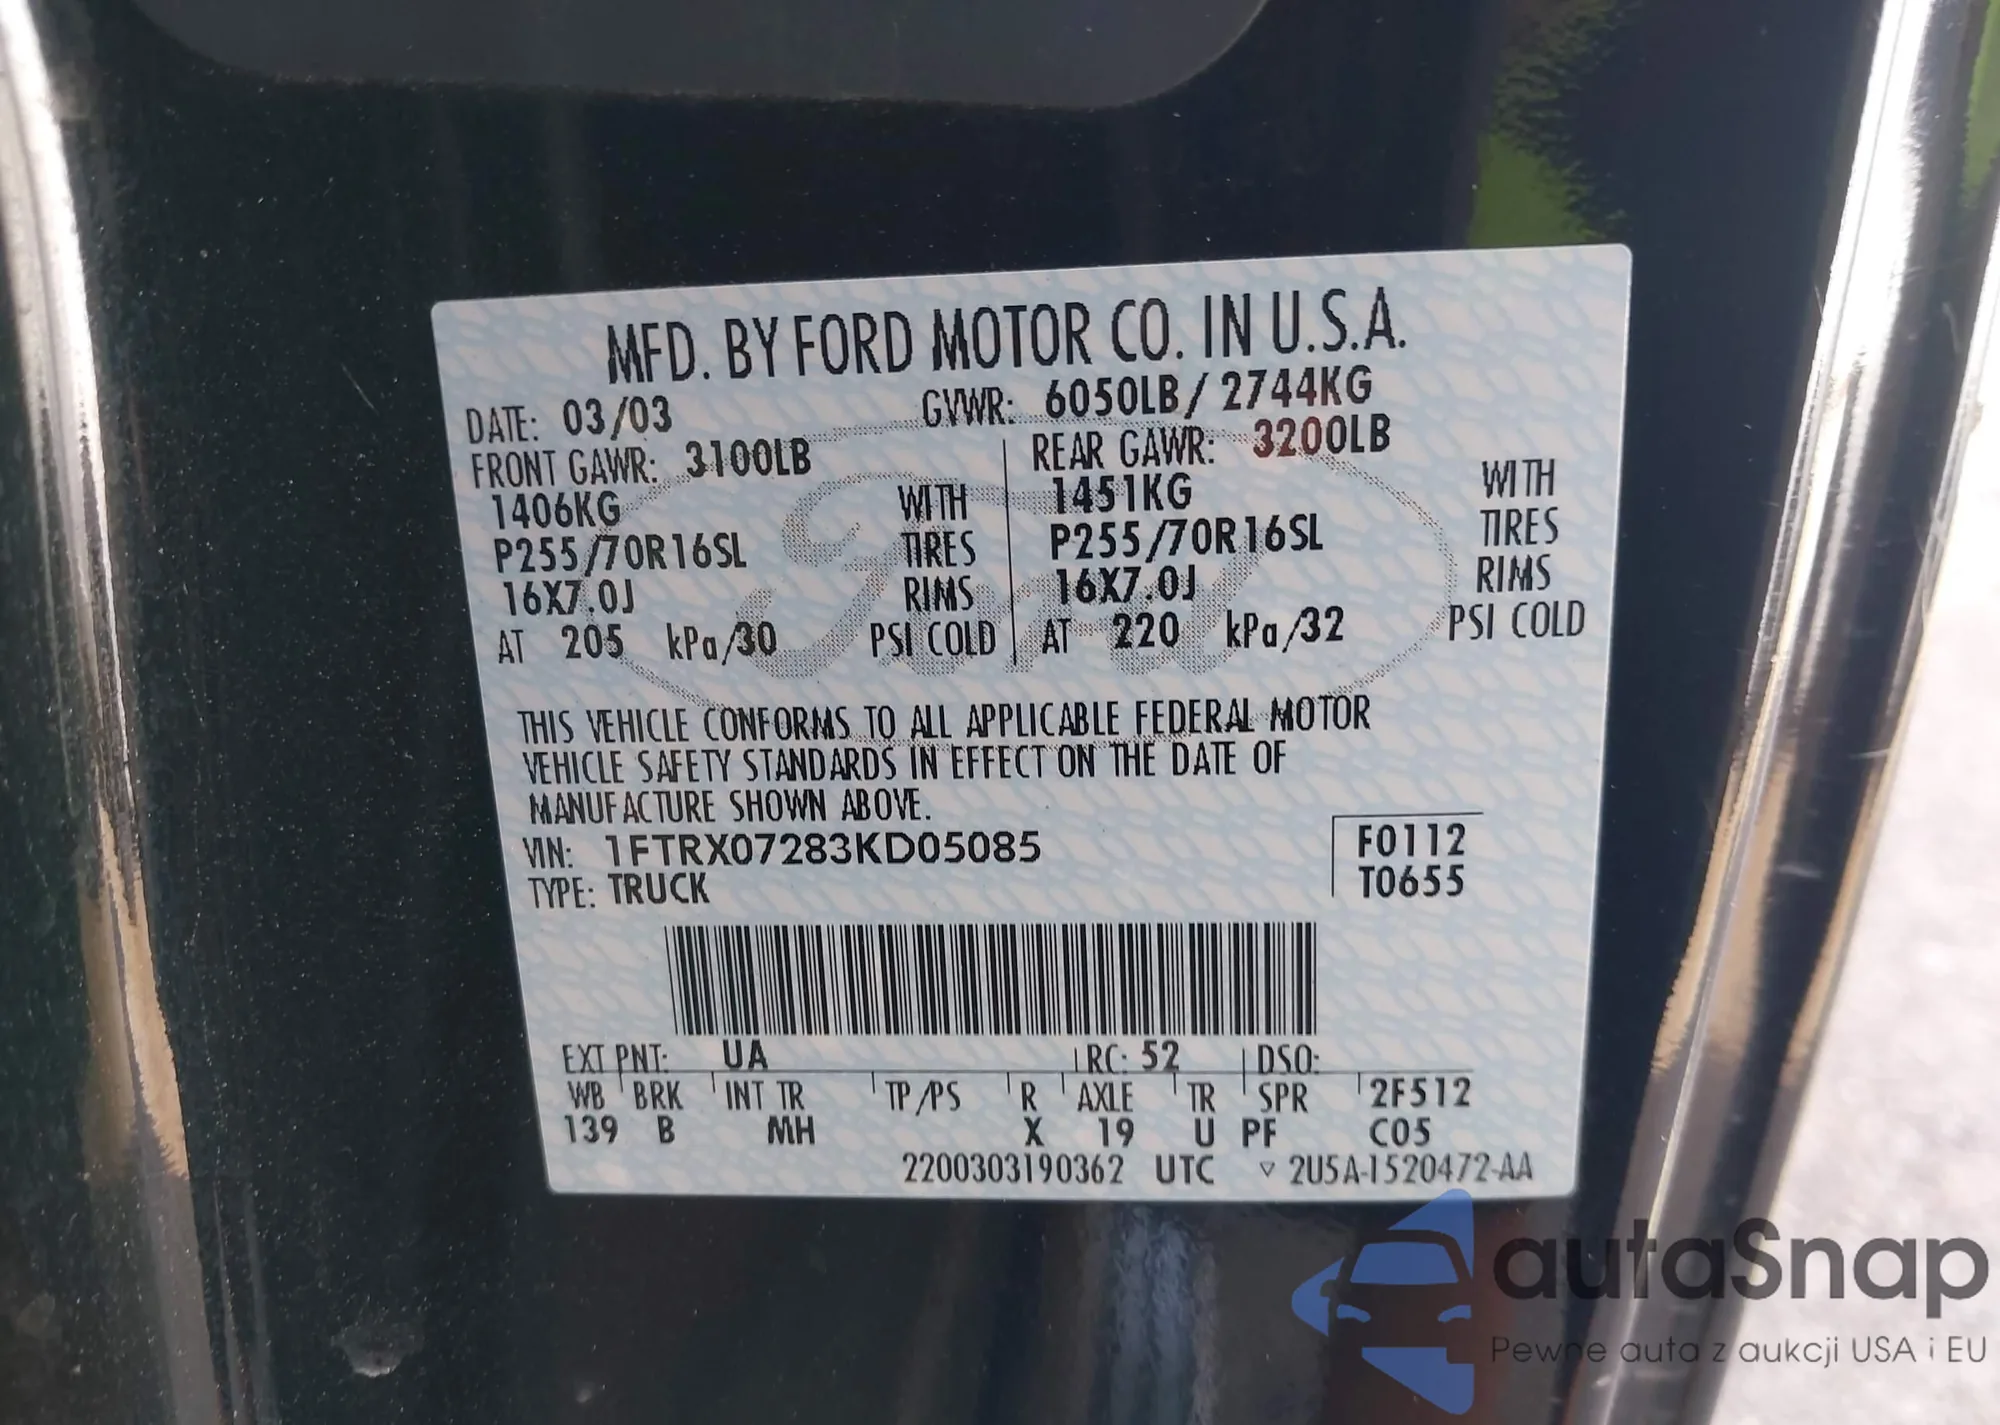 MFD. BY FORD MOTOR CO. IN U.S.A.
DATE: 03/03 GVWR: 6050LB/ 2744KG
FRONT GAWR: 3100LB REAR GAWR: 3200LB
1406KG WITH 1451KG WITH
P255/70R16SL TIRES P255/70R16SL TIRES
16X7.0J RIMS 16X7.0J RIMS
AT 205 kPa/30 PSI COLD AT 220 kPa/32 PSI COLD
THIS VEHICLE CONFORMS TO ALL APPLICABLE FEDERAL MOTOR
VEHICLE SAFETY STANDARDS IN EFFECT ON THE DATE OF
MANUFACTURE SHOWN ABOVE.
VIN: 1FTRX07283KD05085 F0112
TYPE: TRUCK T0655
EXT PNT: UA RC: 52 DSO:
WB BRK INT TR TP/PS R AXLE TR SPR 2F512
139 B MH X 19 U PF C05
2200303190362 UTC ▽ 2U5A-1520472-AA
Ford
autaSnap
Pewne auta z aukcji USA i EU